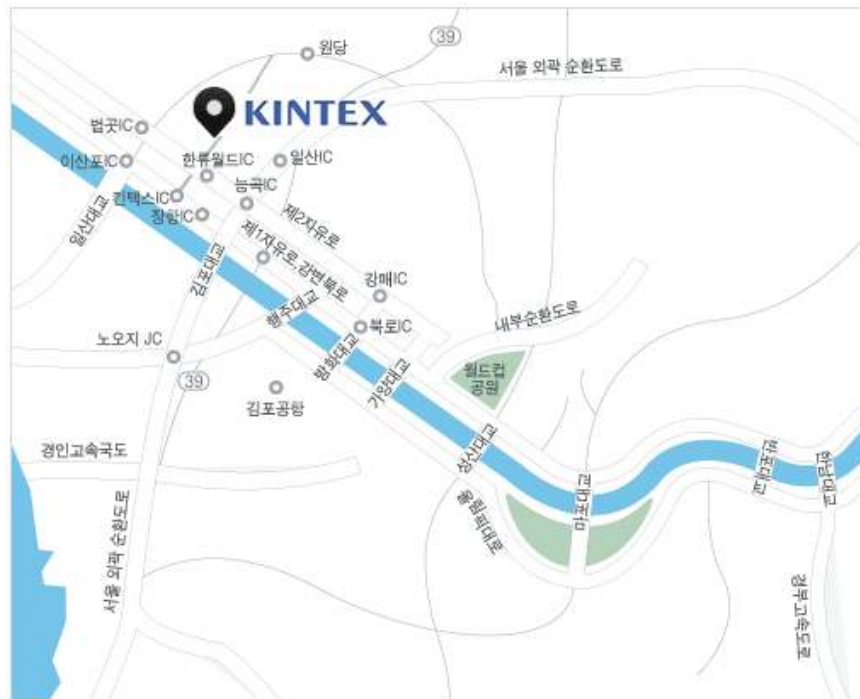 39
원당
서울 외곽 순환도로
KINTEX
법곳IC
이산포IC
한류월드IC
일산IC
킨텍스IC
능곡IC
장항IC
제2자유로
일산대교
김포대교
제1자유로,강변북로
강매IC
행주대교
북로IC
내부순환도로
노오지 JC
방화대교
39
가양대교
월드컵
공원
김포공항
성산대교
경인고속국도
반포대교
한남대교
올림픽대로
마포대교
서울 외곽 순환도로
경부고속도로